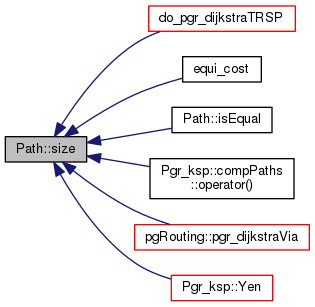 do_pgr_dijkstraTRSP
equi_cost
Path::isEqual
Path::size
Pgr_ksp::compPaths
::operator()
pgRouting::pgr_dijkstraVia
Pgr_ksp::Yen